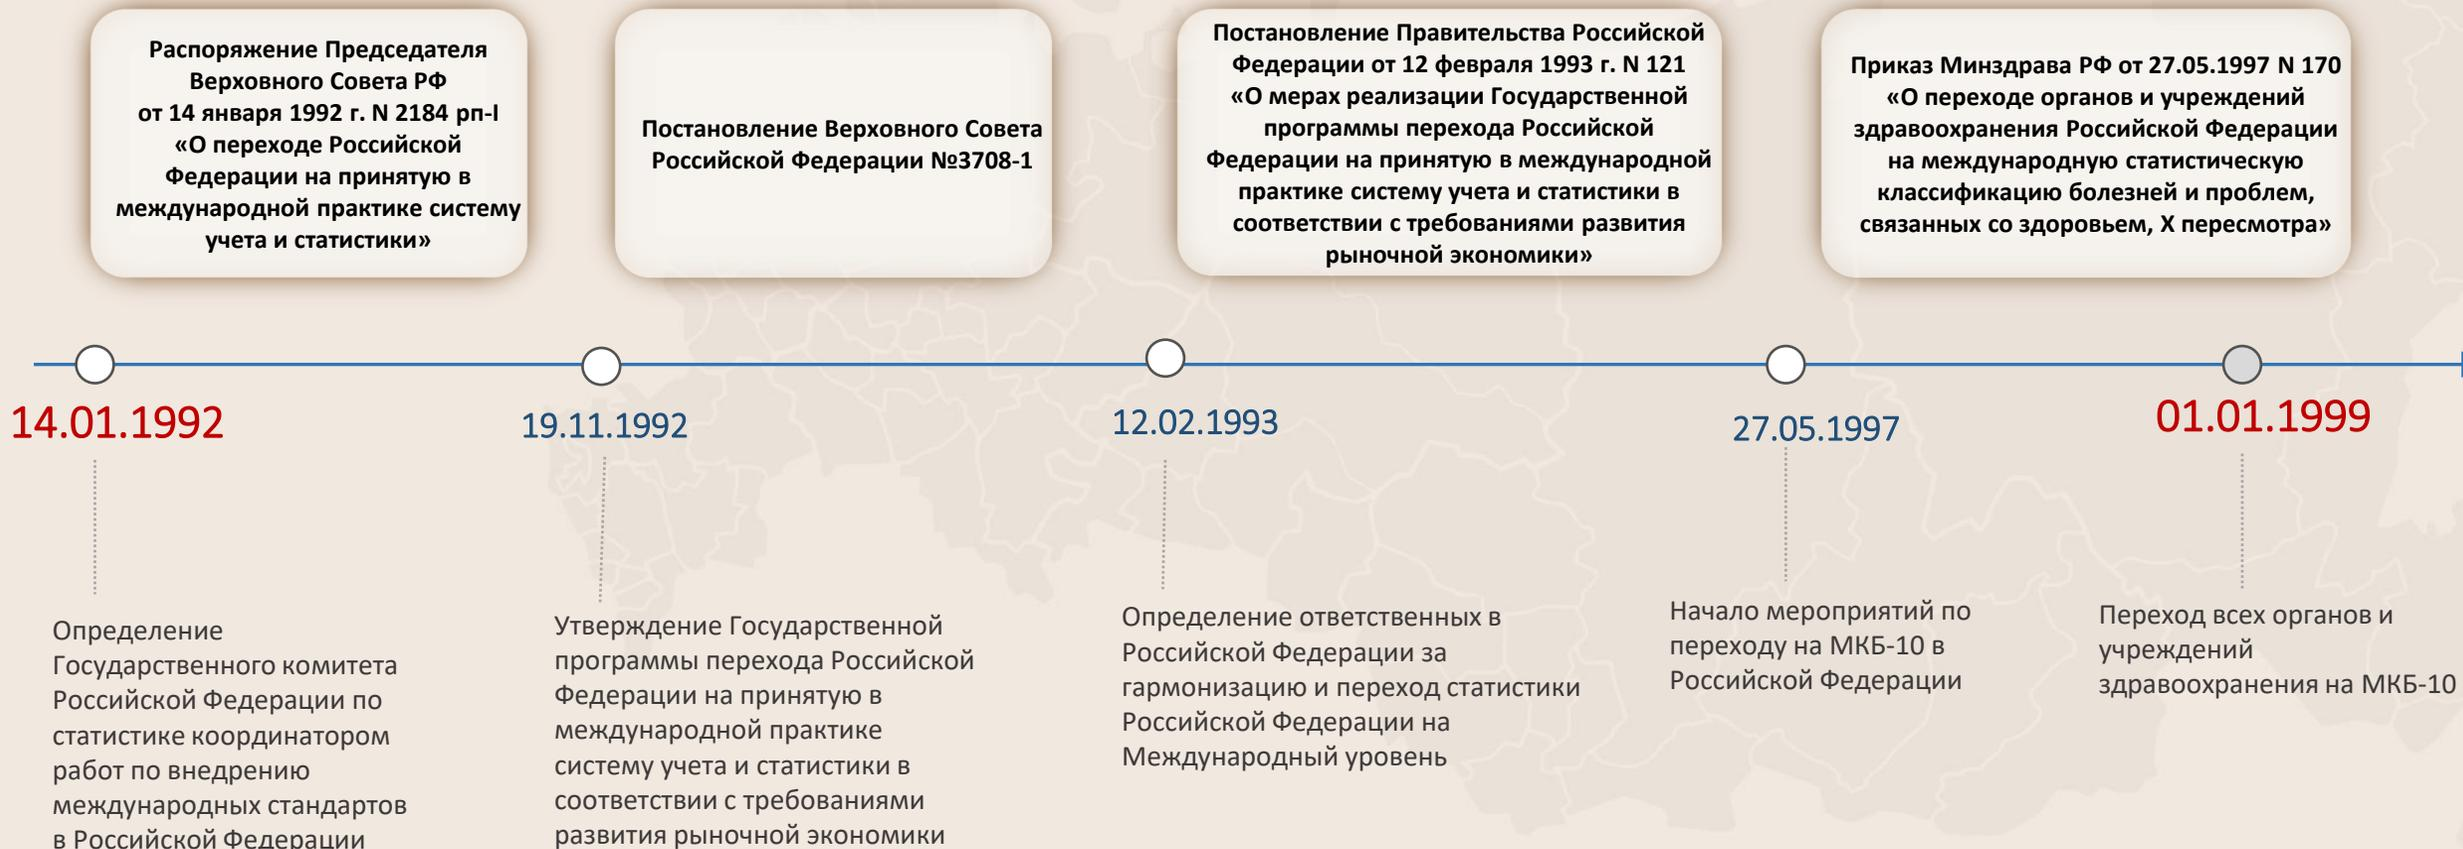 Распоряжение Председателя
Верховного Совета РФ
от 14 января 1992 г. N 2184 рп-I
«О переходе Российской
Федерации на принятую в
международной практике систему
учета и статистики»
Постановление Верховного Совета
Российской Федерации №3708-1
Постановление Правительства Российской
Федерации от 12 февраля 1993 г. N 121
«О мерах реализации Государственной
программы перехода Российской
Федерации на принятую в международной
практике систему учета и статистики в
соответствии с требованиями развития
рыночной экономики»
Приказ Минздрава РФ от 27.05.1997 N 170
«О переходе органов и учреждений
здравоохранения Российской Федерации
на международную статистическую
классификацию болезней и проблем,
связанных со здоровьем, X пересмотра»
14.01.1992
19.11.1992
12.02.1993
27.05.1997
01.01.1999
Определение
Государственного комитета
Российской Федерации по
статистике координатором
работ по внедрению
международных стандартов
в Российской Федерации
Утверждение Государственной
программы перехода Российской
Федерации на принятую в
международной практике
систему учета и статистики в
соответствии с требованиями
развития рыночной экономики
Определение ответственных в
Российской Федерации за
гармонизацию и переход статистики
Российской Федерации на
Международный уровень
Начало мероприятий по
переходу на МКБ-10 в
Российской Федерации
Переход всех органов и
учреждений
здравоохранения на МКБ-10